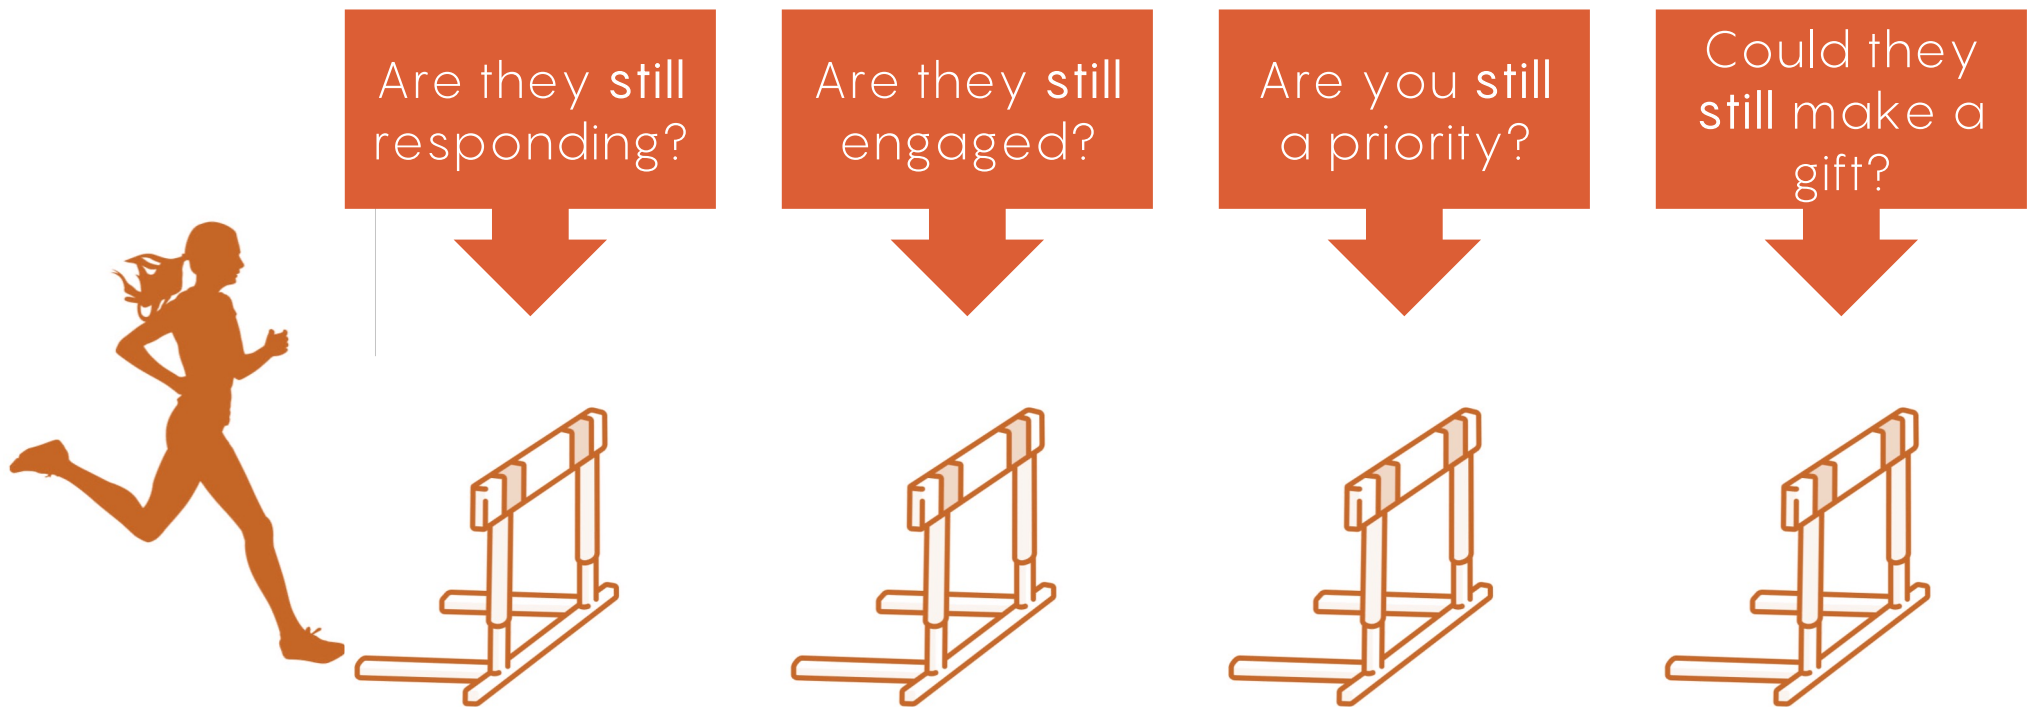 Are they still
responding?
Are they still
engaged?
Are you still
a priority?
Could they
still make a
gift?